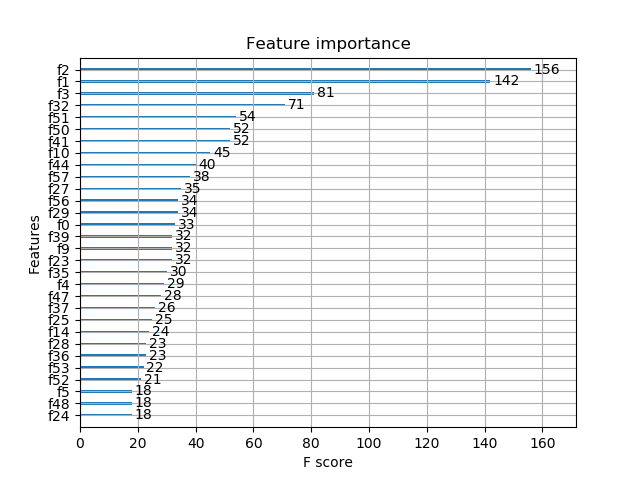 Feature importance
f2 156
f1 142
f3 81
f32 71
f51 54
f50 52
f41 52
f10 45
f44 40
f57 38
f27 35
f56 34
f29 34
f0 33
f39 32
f9 32
f23 32
f35 30
f4 29
f47 28
f37 26
f25 25
f14 24
f28 23
f36 23
f53 22
f52 21
f5 18
f48 18
f24 18
Features
0 20 40 60 80 100 120 140 160
F score